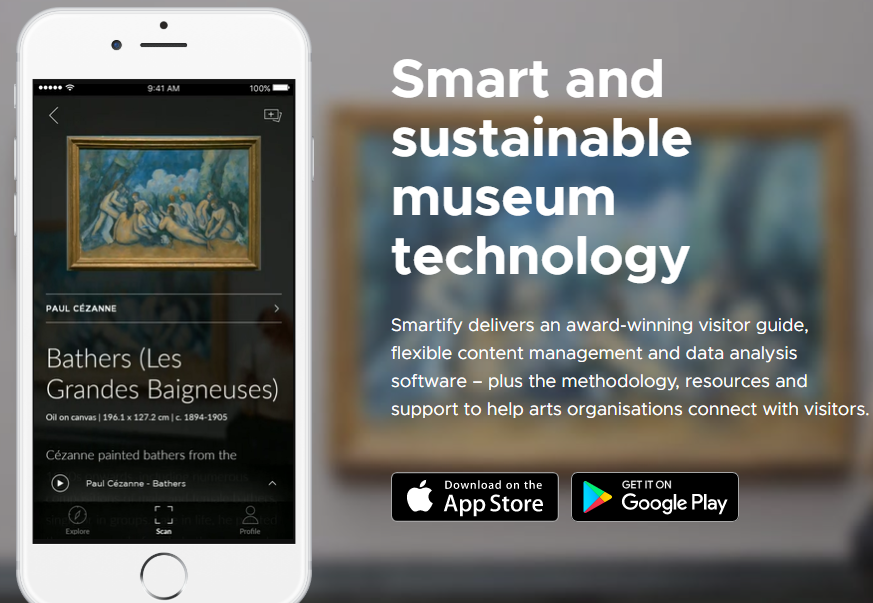 9:41 AM
100%
PAUL CÉZANNE
Bathers (Les
Grandes Baigneuses)
Oil on canvas | 196.1 x 127.2 cm | c. 1894-1905
Cézanne painted bathers from the
Paul Cézanne - Bathers
Explore
Scan
Profile
Smart and
sustainable
museum
technology
Smartify delivers an award-winning visitor guide,
flexible content management and data analysis
software – plus the methodology, resources and
support to help arts organisations connect with visitors.
Download on the
App Store
GET IT ON
Google Play